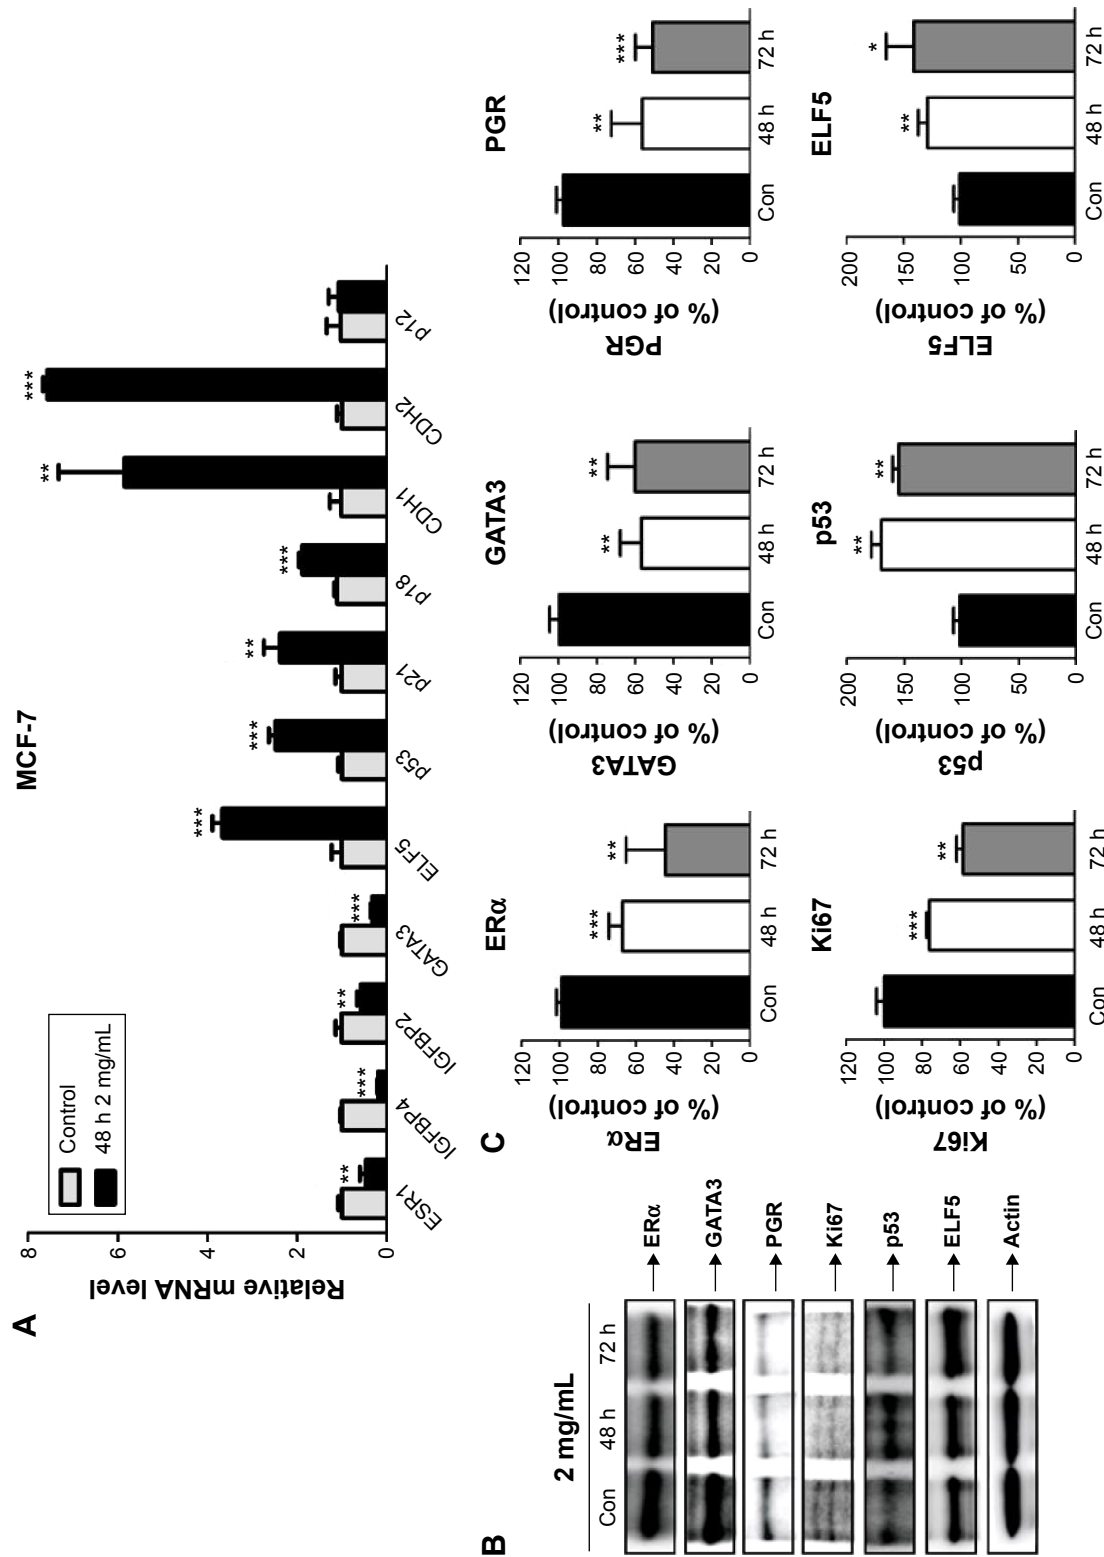 A
MCF-7
Relative mRNA level
8
6
4
2
0
Control
48 h 2 mg/mL
** *** ** *** *** *** ** *** ** ***
ESR1 IGFBP4 IGFBP2 GATA3 ELF5 p53 p21 p18 CDH1 CDH2 p12
B
2 mg/mL
Con 48 h 72 h
ERα
GATA3
PGR
Ki67
p53
ELF5
Actin
C
ERα
ERα
(% of control)
120
100
80
60
40
20
0
*** **
Con 48 h 72 h
GATA3
GATA3
(% of control)
120
100
80
60
40
20
0
** **
Con 48 h 72 h
PGR
PGR
(% of control)
120
100
80
60
40
20
0
** ***
Con 48 h 72 h
Ki67
Ki67
(% of control)
120
100
80
60
40
20
0
*** **
Con 48 h 72 h
p53
p53
(% of control)
200
150
100
50
0
** **
Con 48 h 72 h
ELF5
ELF5
(% of control)
200
150
100
50
0
** *
Con 48 h 72 h